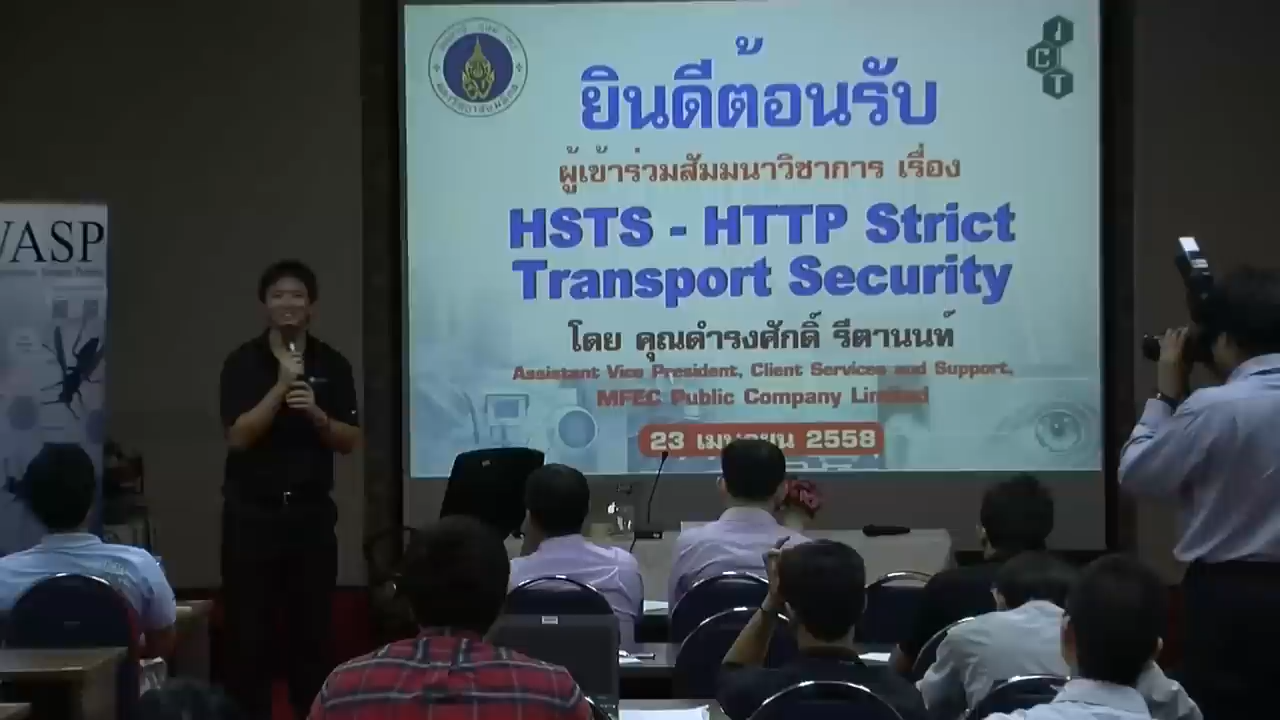 ยินดีต้อนรับ
ผู้เข้าร่วมสัมมนาวิชาการ เรื่อง
HSTS - HTTP Strict
Transport Security
โดย คุณดำรงศักดิ์ รีตานนท์
Assistant Vice President, Client Services and Support,
MFEC Public Company Limited
23 เมษายน 2558
ICT
WASP